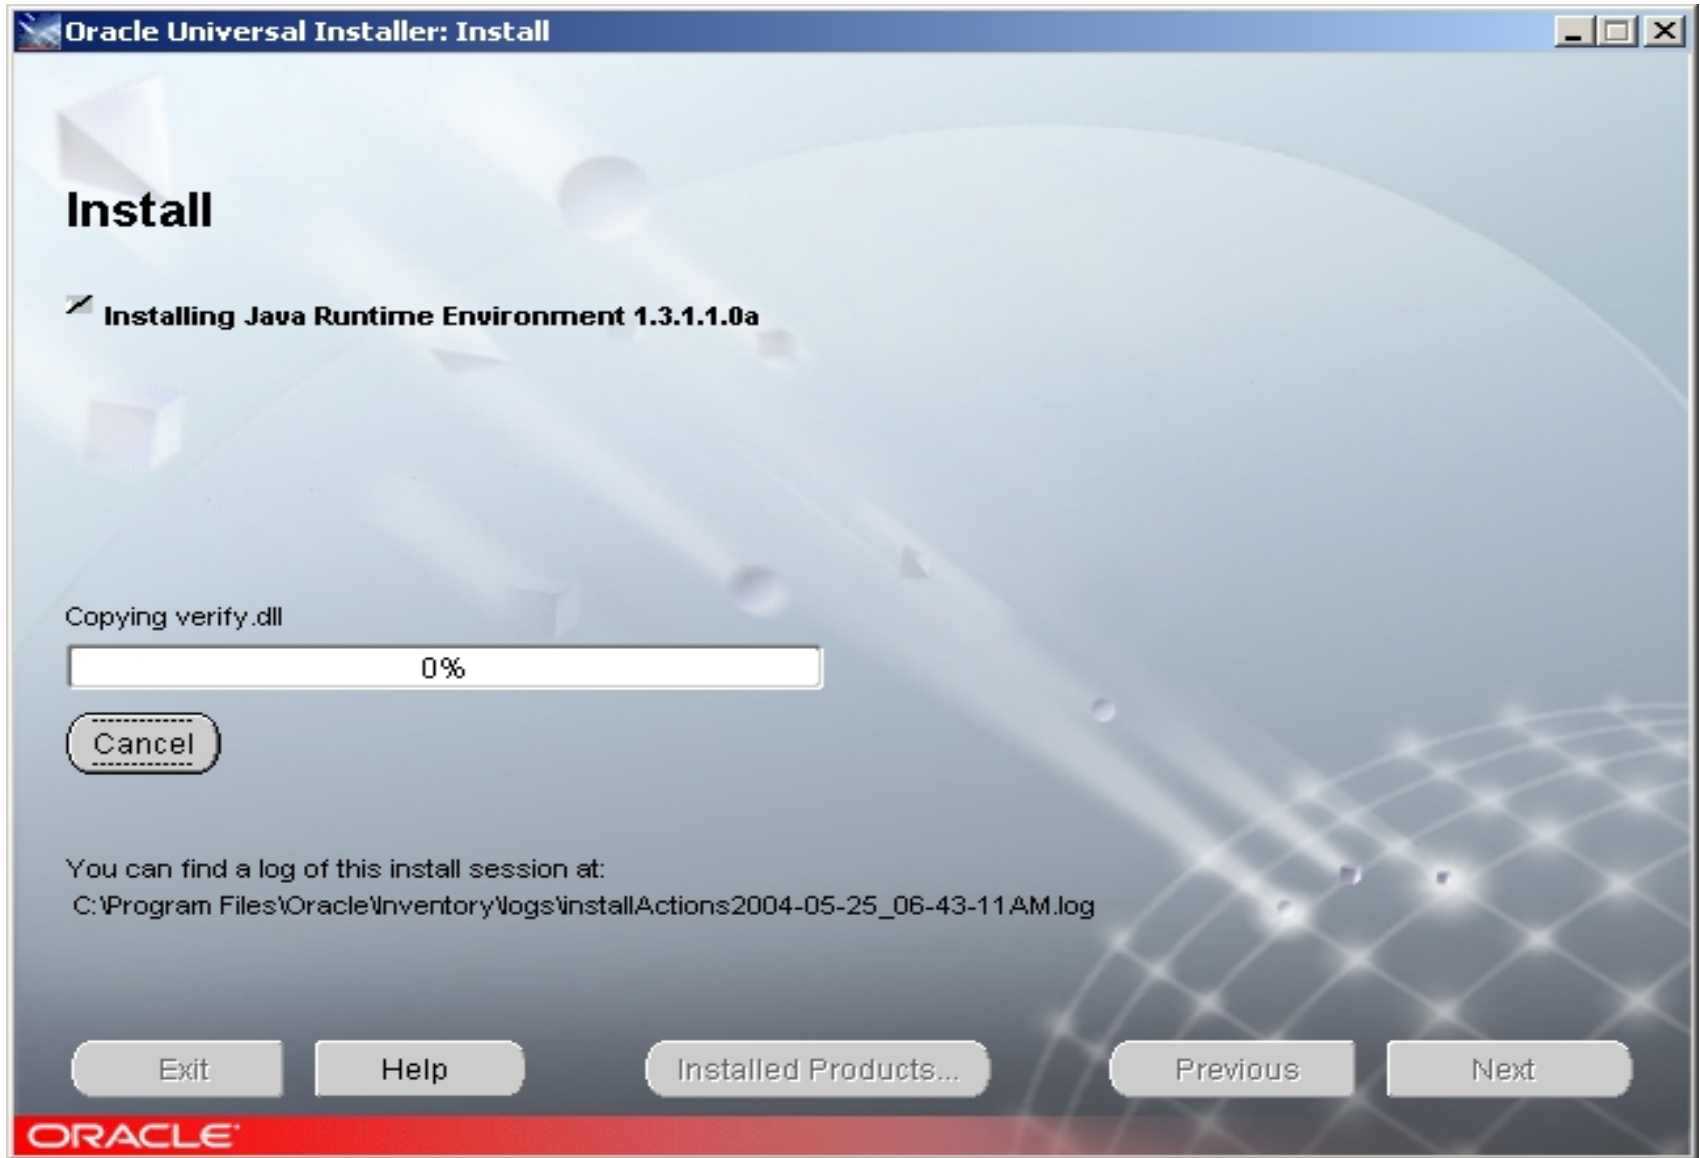 Oracle Universal Installer: Install
Install
Installing Java Runtime Environment 1.3.1.1.0a
Copying verify.dll
0%
Cancel
You can find a log of this install session at:
C:\Program Files\Oracle\Inventory\logs\installActions2004-05-25_06-43-11AM.log
Exit Help Installed Products... Previous Next
ORACLE